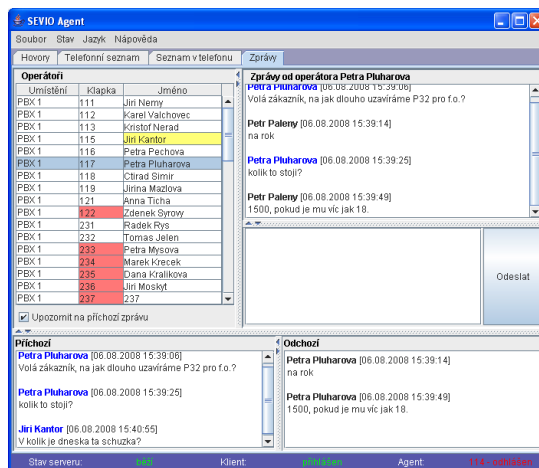 SEVIO Agent
Soubor Stav Jazyk Nápověda
Hovory Telefonní seznam Seznam v telefonu Zprávy
Operátoři
Umístění Klapka Jméno
PBX 1 111 Jiri Nemy
PBX 1 112 Karel Valchovec
PBX 1 113 Kristof Nerad
PBX 1 115 Jiri Kantor
PBX 1 116 Petra Pechova
PBX 1 117 Petra Pluharova
PBX 1 118 Ctirad Simir
PBX 1 119 Jirina Mazlova
PBX 1 121 Anna Ticha
PBX 1 122 Zdenek Syrovy
PBX 1 231 Radek Rys
PBX 1 232 Tomas Jelen
PBX 1 233 Petra Mysova
PBX 1 234 Marek Krecek
PBX 1 235 Dana Kralikova
PBX 1 236 Jiri Moskyt
PBX 1 237 237
Upozornit na příchozí zprávu
Zprávy od operátora Petra Pluharova
Petra Pluharova [06.08.2008 15:39:06]
Volá zákazník, na jak dlouho uzavíráme P32 pro f.o.?
Petr Paleny [06.08.2008 15:39:14]
na rok
Petra Pluharova [06.08.2008 15:39:25]
kolik to stoji?
Petr Paleny [06.08.2008 15:39:49]
1500, pokud je mu víc jak 18.
Odeslat
Příchozí
Petra Pluharova [06.08.2008 15:39:06]
Volá zákazník, na jak dlouho uzavíráme P32 pro f.o.?
Petra Pluharova [06.08.2008 15:39:25]
kolik to stoji?
Jiri Kantor [06.08.2008 15:40:55]
V kolik je dneska ta schuzka?
Odchozí
Petra Pluharova [06.08.2008 15:39:14]
na rok
Petra Pluharova [06.08.2008 15:39:49]
1500, pokud je mu víc jak 18.
Stav serveru: běží Klient: přihlášen Agent: 114 - odhlášen